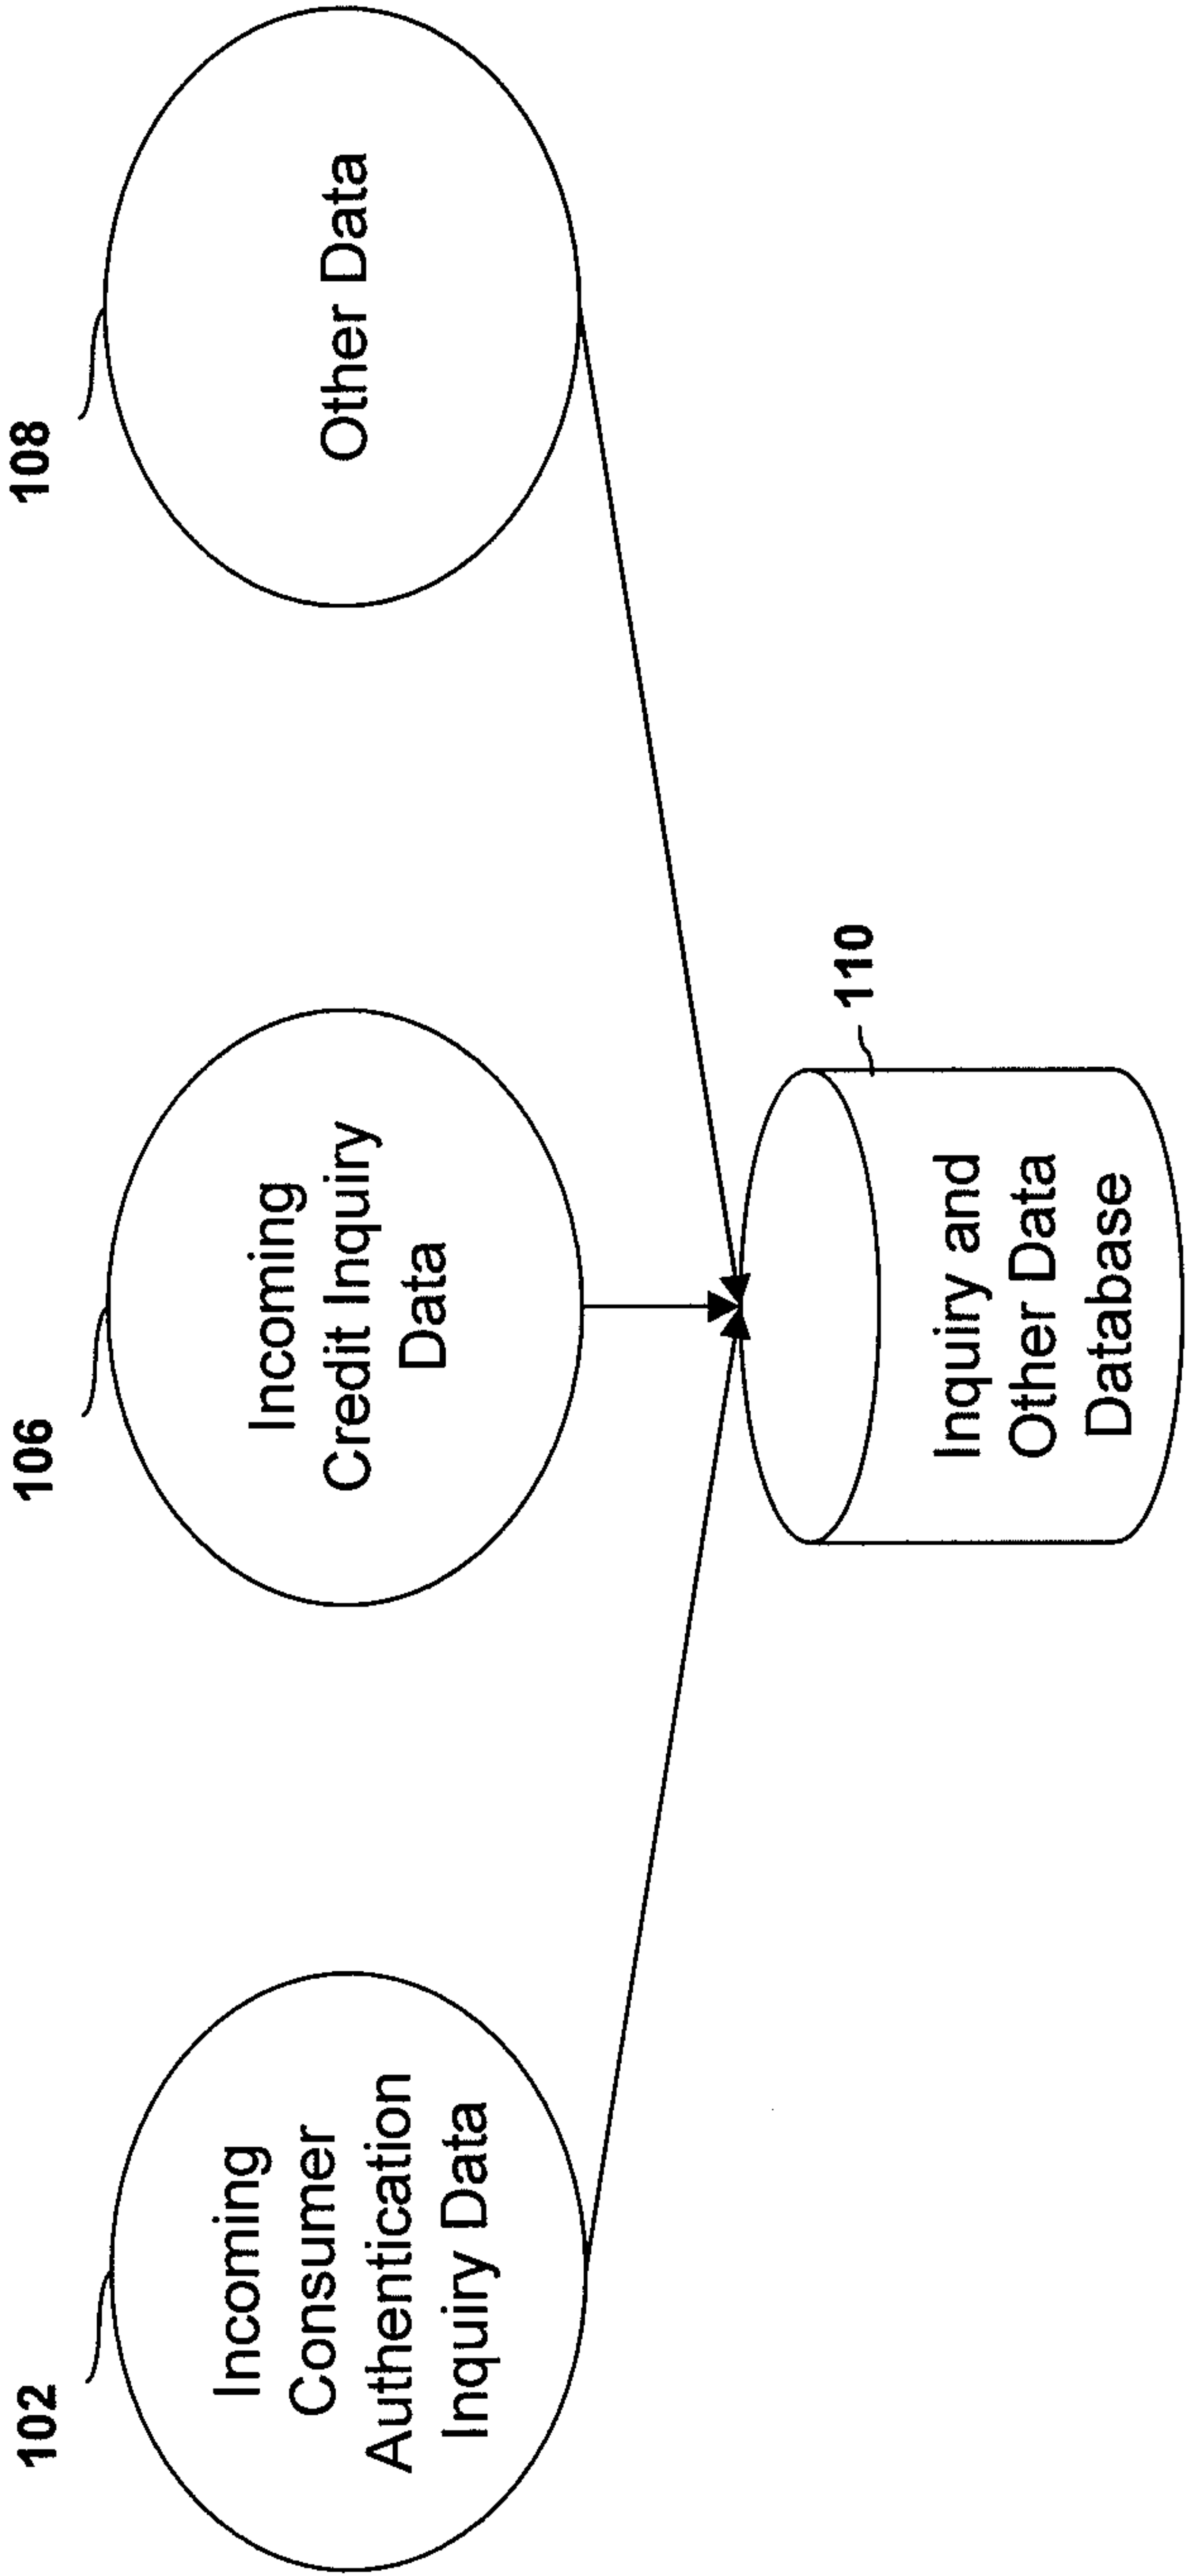 102
Incoming
Consumer
Authentication
Inquiry Data
106
Incoming
Credit Inquiry
Data
108
Other Data
110
Inquiry and
Other Data
Database